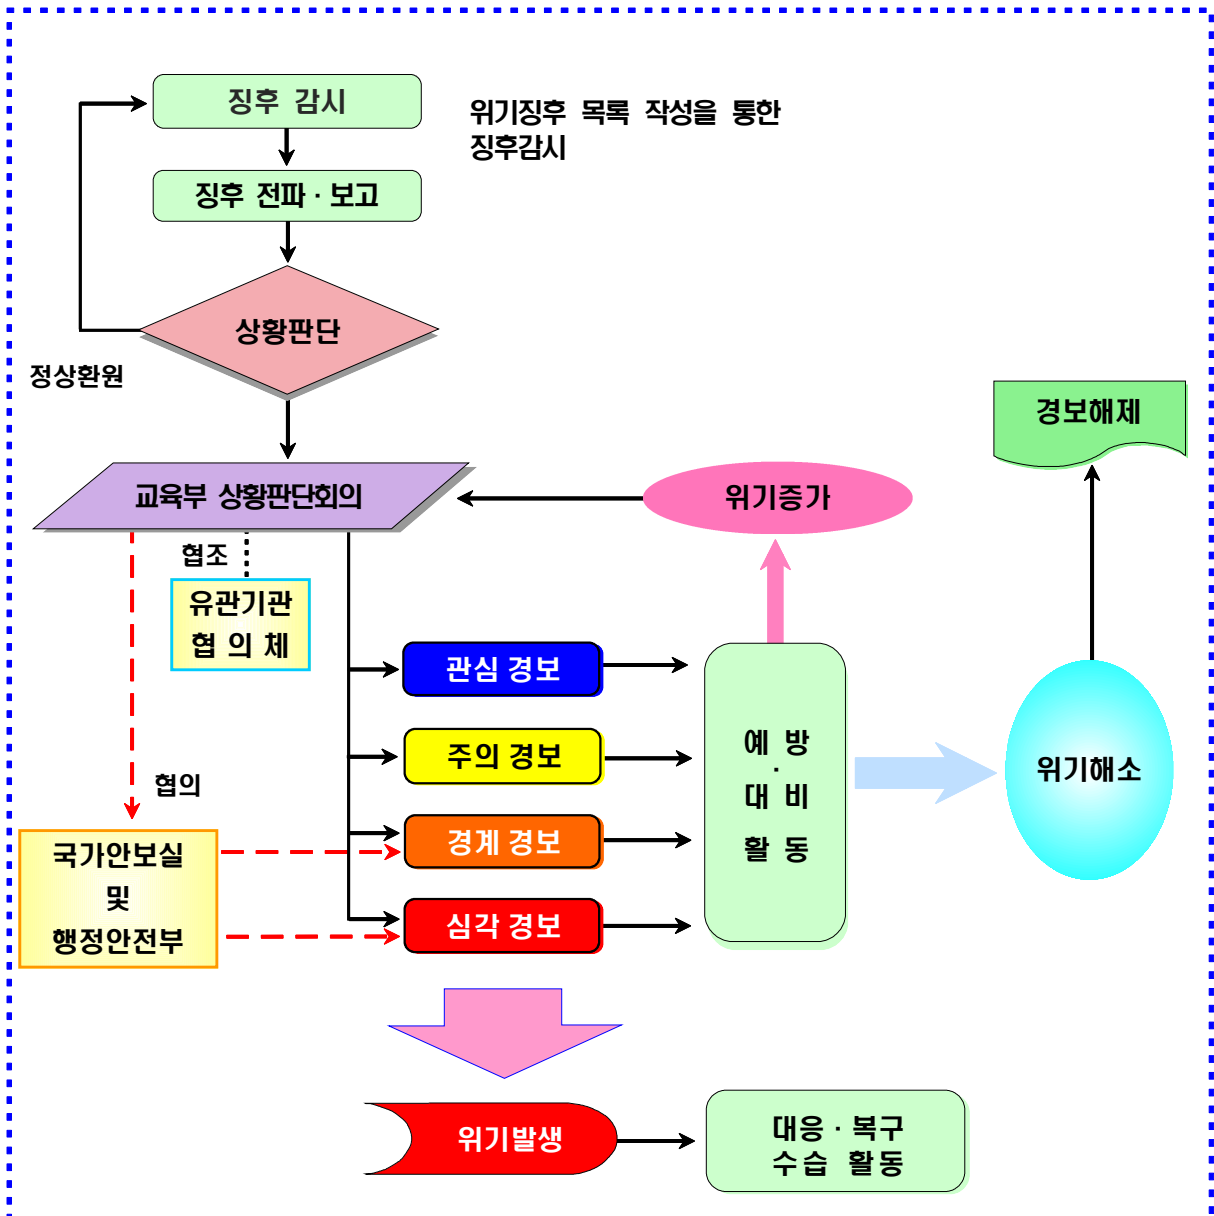 징후 감시
위기징후 목록 작성을 통한
징후감시
징후 전파 · 보고
상황판단
정상환원
경보해제
교육부 상황판단회의
위기증가
협조
유관기관
협 의 체
관심 경보
주의 경보
예 방
·
대 비
활 동
위기해소
협의
국가안보실
및
행정안전부
경계 경보
심각 경보
위기발생
대응 · 복구
수습 활동